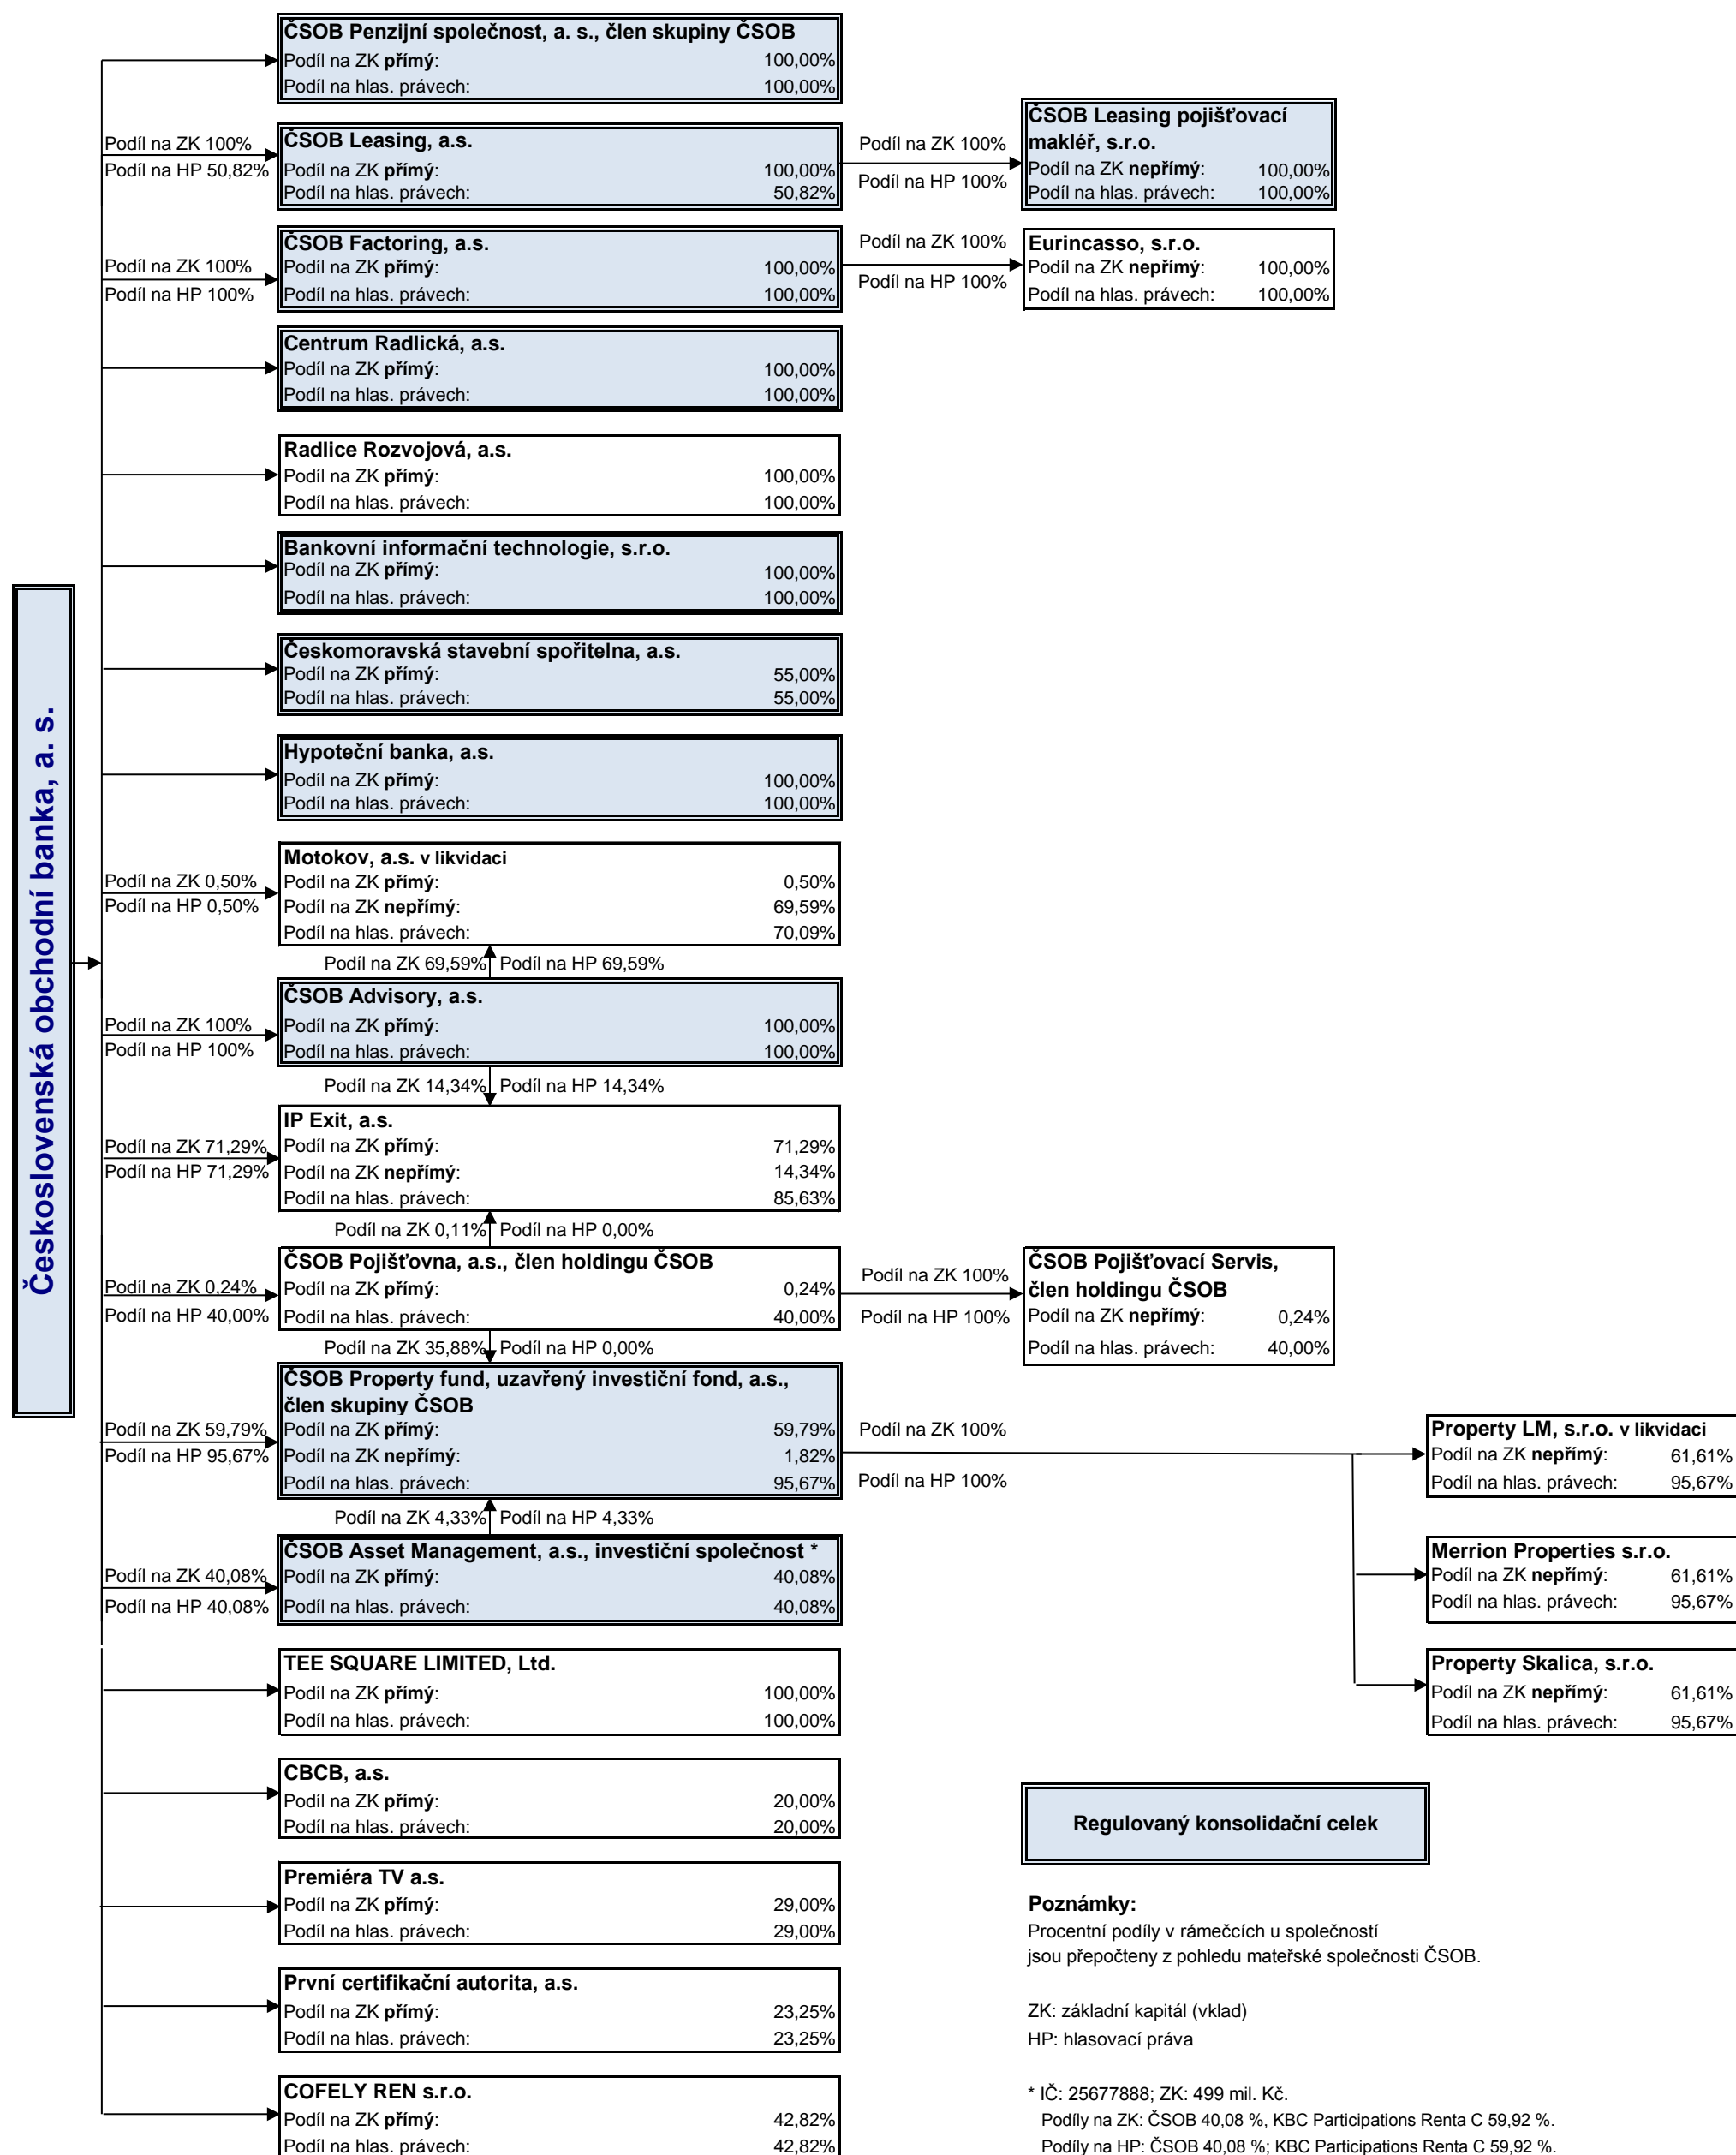 Československá obchodní banka, a. s.
ČSOB Penzijní společnost, a. s., člen skupiny ČSOB
Podíl na ZK přímý: 100,00%
Podíl na hlas. právech: 100,00%
Podíl na ZK 100%
Podíl na HP 50,82%
ČSOB Leasing, a.s.
Podíl na ZK přímý: 100,00%
Podíl na hlas. právech: 50,82%
Podíl na ZK 100%
Podíl na HP 100%
ČSOB Leasing pojišťovací
makléř, s.r.o.
Podíl na ZK nepřímý: 100,00%
Podíl na hlas. právech: 100,00%
Podíl na ZK 100%
Podíl na HP 100%
ČSOB Factoring, a.s.
Podíl na ZK přímý: 100,00%
Podíl na hlas. právech: 100,00%
Podíl na ZK 100%
Podíl na HP 100%
Eurincasso, s.r.o.
Podíl na ZK nepřímý: 100,00%
Podíl na hlas. právech: 100,00%
Centrum Radlická, a.s.
Podíl na ZK přímý: 100,00%
Podíl na hlas. právech: 100,00%
Radlice Rozvojová, a.s.
Podíl na ZK přímý: 100,00%
Podíl na hlas. právech: 100,00%
Bankovní informační technologie, s.r.o.
Podíl na ZK přímý: 100,00%
Podíl na hlas. právech: 100,00%
Českomoravská stavební spořitelna, a.s.
Podíl na ZK přímý: 55,00%
Podíl na hlas. právech: 55,00%
Hypoteční banka, a.s.
Podíl na ZK přímý: 100,00%
Podíl na hlas. právech: 100,00%
Podíl na ZK 0,50%
Podíl na HP 0,50%
Motokov, a.s. v likvidaci
Podíl na ZK přímý: 0,50%
Podíl na ZK nepřímý: 69,59%
Podíl na hlas. právech: 70,09%
Podíl na ZK 69,59% Podíl na HP 69,59%
Podíl na ZK 100%
Podíl na HP 100%
ČSOB Advisory, a.s.
Podíl na ZK přímý: 100,00%
Podíl na hlas. právech: 100,00%
Podíl na ZK 14,34% Podíl na HP 14,34%
Podíl na ZK 71,29%
Podíl na HP 71,29%
IP Exit, a.s.
Podíl na ZK přímý: 71,29%
Podíl na ZK nepřímý: 14,34%
Podíl na hlas. právech: 85,63%
Podíl na ZK 0,11% Podíl na HP 0,00%
Podíl na ZK 0,24%
Podíl na HP 40,00%
ČSOB Pojišťovna, a.s., člen holdingu ČSOB
Podíl na ZK přímý: 0,24%
Podíl na hlas. právech: 40,00%
Podíl na ZK 100%
Podíl na HP 100%
ČSOB Pojišťovací Servis,
člen holdingu ČSOB
Podíl na ZK nepřímý: 0,24%
Podíl na hlas. právech: 40,00%
Podíl na ZK 35,88% Podíl na HP 0,00%
Podíl na ZK 59,79%
Podíl na HP 95,67%
ČSOB Property fund, uzavřený investiční fond, a.s.,
člen skupiny ČSOB
Podíl na ZK přímý: 59,79%
Podíl na ZK nepřímý: 1,82%
Podíl na hlas. právech: 95,67%
Podíl na ZK 100%
Podíl na HP 100%
Property LM, s.r.o. v likvidaci
Podíl na ZK nepřímý: 61,61%
Podíl na hlas. právech: 95,67%
Podíl na ZK 4,33% Podíl na HP 4,33%
Podíl na ZK 40,08%
Podíl na HP 40,08%
ČSOB Asset Management, a.s., investiční společnost *
Podíl na ZK přímý: 40,08%
Podíl na hlas. právech: 40,08%
Merrion Properties s.r.o.
Podíl na ZK nepřímý: 61,61%
Podíl na hlas. právech: 95,67%
TEE SQUARE LIMITED, Ltd.
Podíl na ZK přímý: 100,00%
Podíl na hlas. právech: 100,00%
Property Skalica, s.r.o.
Podíl na ZK nepřímý: 61,61%
Podíl na hlas. právech: 95,67%
CBCB, a.s.
Podíl na ZK přímý: 20,00%
Podíl na hlas. právech: 20,00%
Regulovaný konsolidační celek
Premiéra TV a.s.
Podíl na ZK přímý: 29,00%
Podíl na hlas. právech: 29,00%
Poznámky:
Procentní podíly v rámečcích u společností
jsou přepočteny z pohledu mateřské společnosti ČSOB.
První certifikační autorita, a.s.
Podíl na ZK přímý: 23,25%
Podíl na hlas. právech: 23,25%
ZK: základní kapitál (vklad)
HP: hlasovací práva
COFELY REN s.r.o.
Podíl na ZK přímý: 42,82%
Podíl na hlas. právech: 42,82%
* IČ: 25677888; ZK: 499 mil. Kč.
Podíly na ZK: ČSOB 40,08 %, KBC Participations Renta C 59,92 %.
Podíly na HP: ČSOB 40,08 %; KBC Participations Renta C 59,92 %.